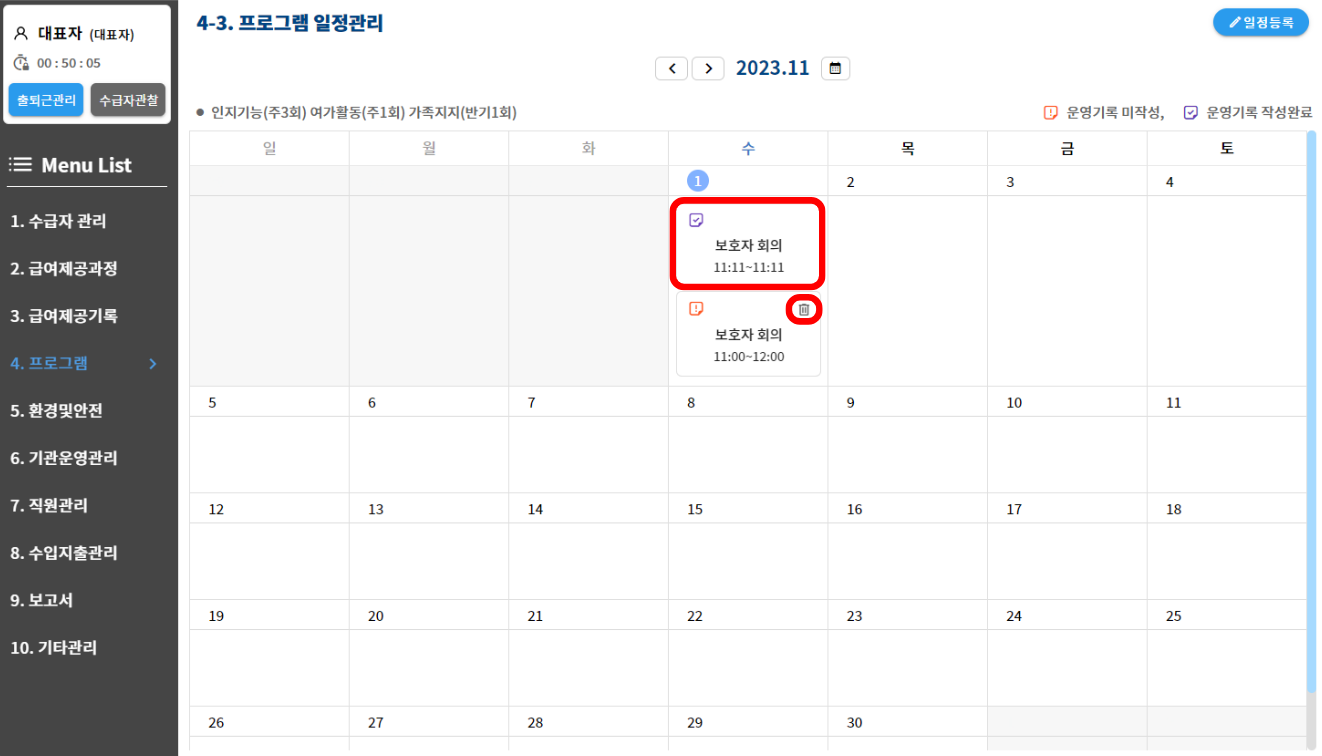 대표자 (대표자)
00 : 50 : 05
출퇴근관리 수급자관찰
Menu List
1. 수급자 관리
2. 급여제공과정
3. 급여제공기록
4. 프로그램
5. 환경및안전
6. 기관운영관리
7. 직원관리
8. 수입지출관리
9. 보고서
10. 기타관리
4-3. 프로그램 일정관리
일정등록
2023.11
● 인지기능(주3회) 여가활동(주1회) 가족지지(반기1회)
운영기록 미작성, 운영기록 작성완료
일 월 화 수 목 금 토
1 2 3 4
보호자 회의
11:11~11:11
보호자 회의
11:00~12:00
5 6 7 8 9 10 11
12 13 14 15 16 17 18
19 20 21 22 23 24 25
26 27 28 29 30